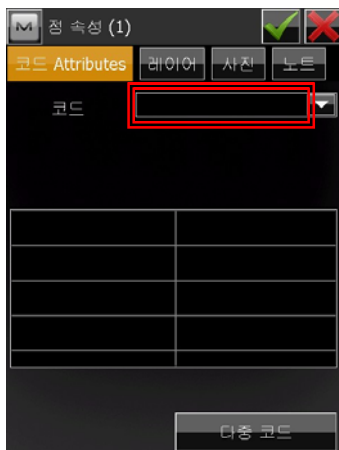 M 점 속성 (1)
코드 Attributes 레이어 사진 노트
코드
다중 코드